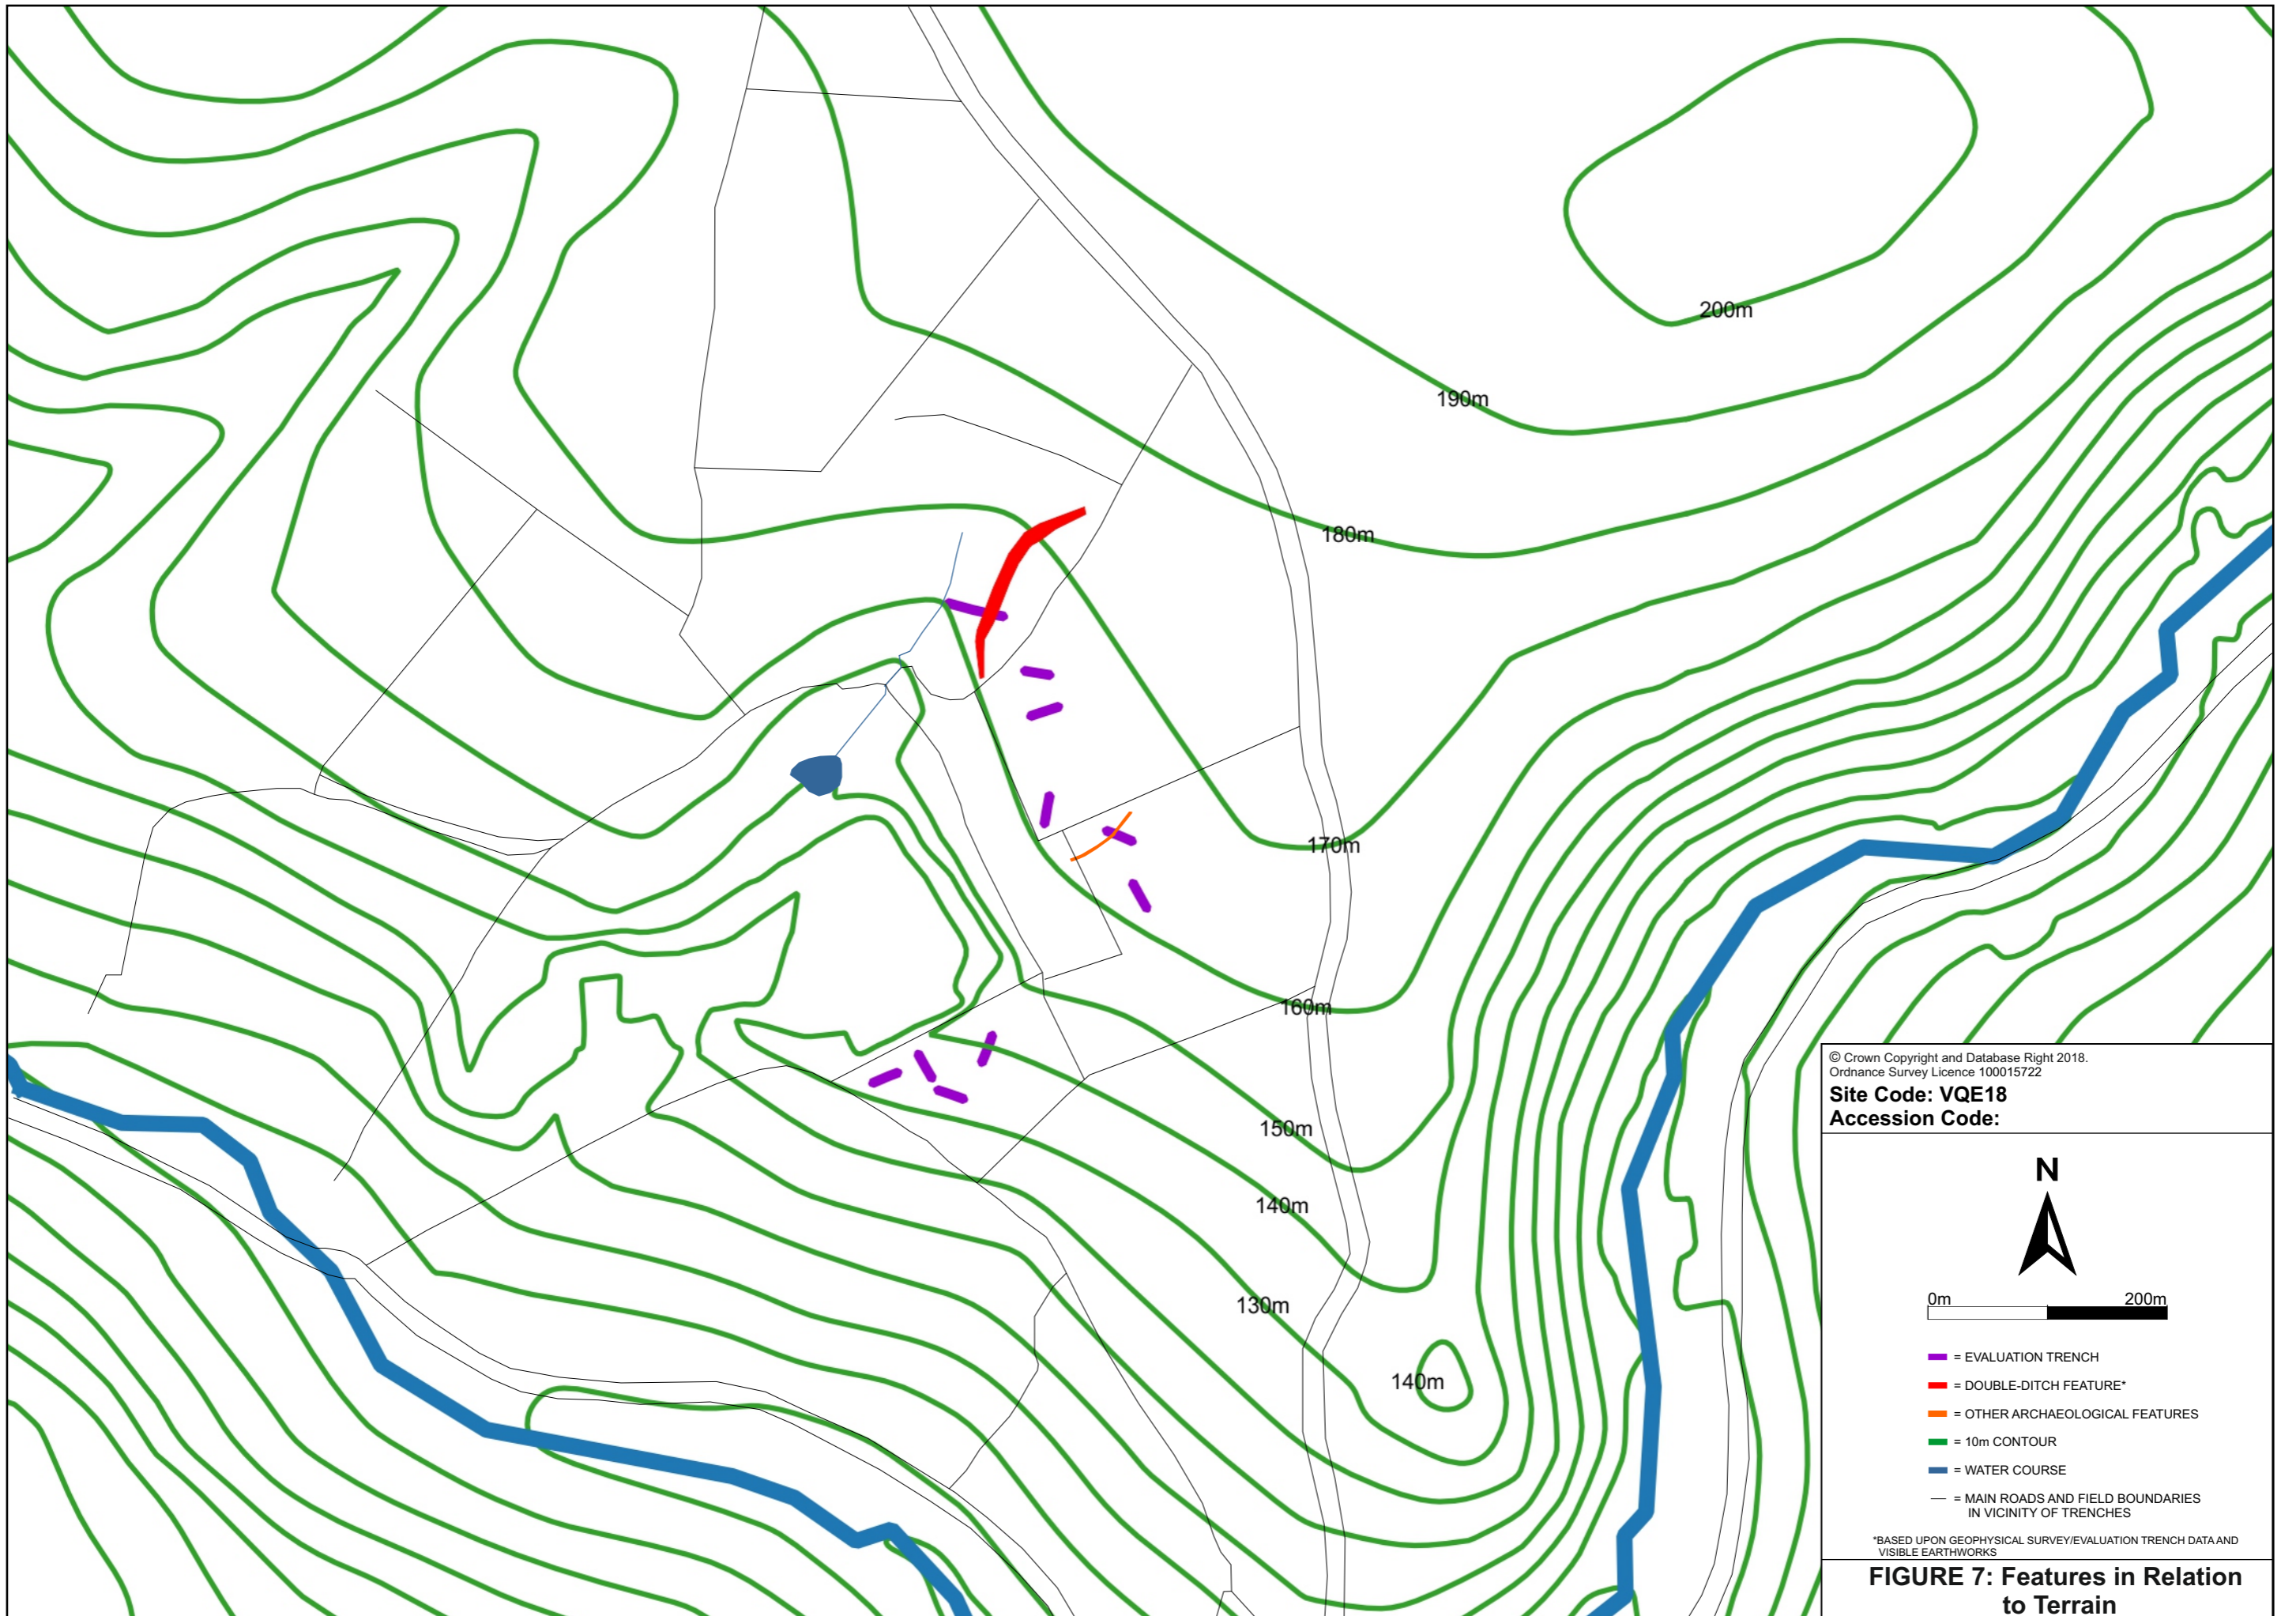 200m
190m
180m
170m
160m
150m
140m
130m
140m
© Crown Copyright and Database Right 2018.
Ordnance Survey Licence 100015722
Site Code: VQE18
Accession Code:
N
0m 200m
= EVALUATION TRENCH
= DOUBLE-DITCH FEATURE*
= OTHER ARCHAEOLOGICAL FEATURES
= 10m CONTOUR
= WATER COURSE
= MAIN ROADS AND FIELD BOUNDARIES
IN VICINITY OF TRENCHES
*BASED UPON GEOPHYSICAL SURVEY/EVALUATION TRENCH DATA AND
VISIBLE EARTHWORKS
FIGURE 7: Features in Relation
to Terrain